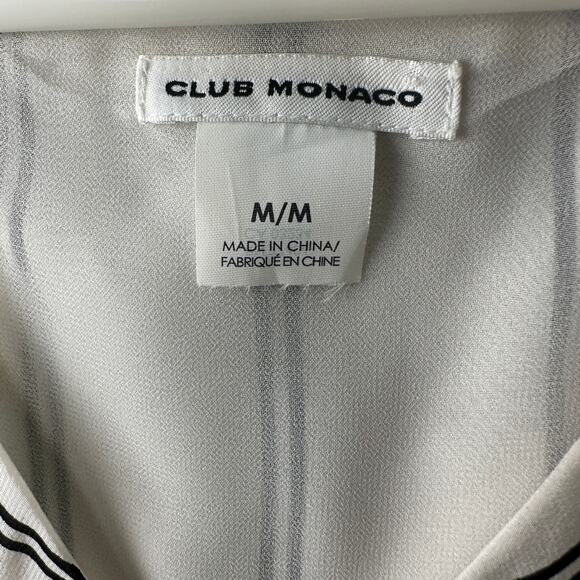 CLUB MONACO
M/M
MADE IN CHINA/
FABRIQUÉ EN CHINE